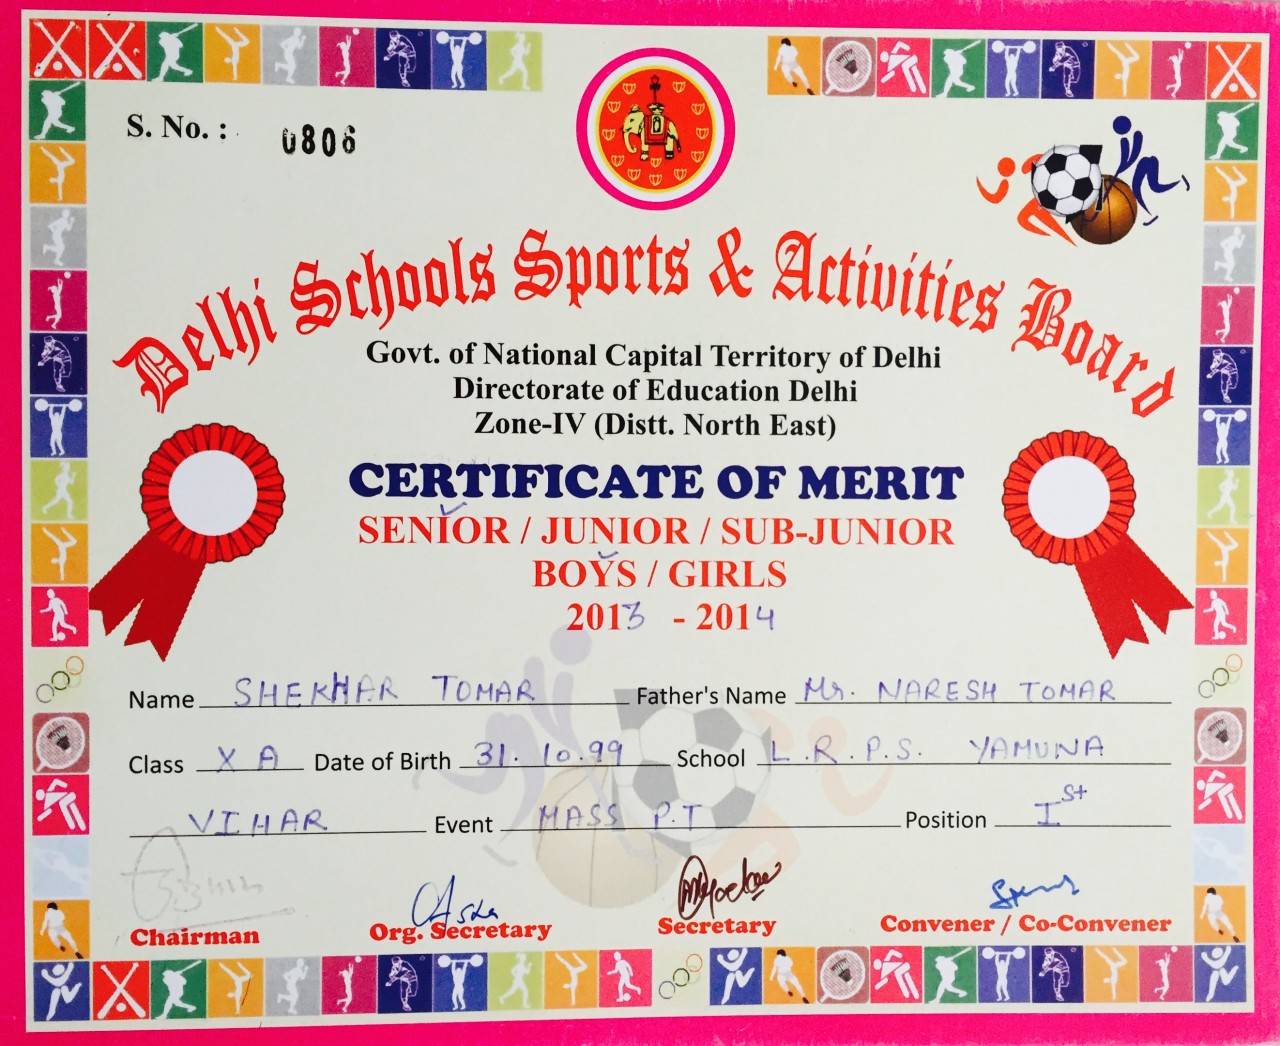 S. No. : 0806
Delhi Schools Sports & Activities Board
Govt. of National Capital Territory of Delhi
Directorate of Education Delhi
Zone-IV (Distt. North East)
CERTIFICATE OF MERIT
SENIOR / JUNIOR / SUB-JUNIOR
BOYS / GIRLS
2013 - 2014
Name SHEKHAR TOMAR Father's Name Mr. NARESH TOMAR
Class X A Date of Birth 31.10.99 School L.R.P.S. YAMUNA
VIHAR Event MASS P.T Position Ist
Chairman Org. Secretary Secretary Convener / Co-Convener